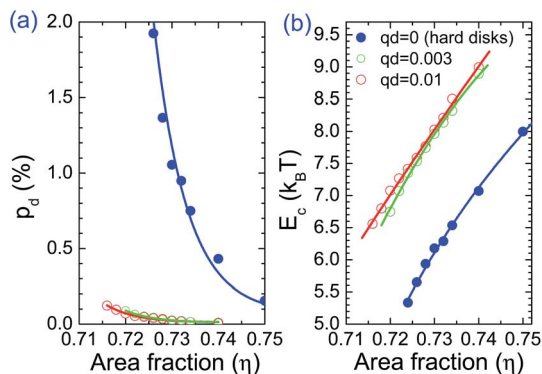 (a)
2.0
1.5
1.0
0.5
0.0
p_d (%)
0.71 0.72 0.73 0.74 0.75
Area fraction (η)
(b)
qd=0 (hard disks)
qd=0.003
qd=0.01
9.5
9.0
8.5
8.0
7.5
7.0
6.5
6.0
5.5
5.0
E_c (k_BT)
0.71 0.72 0.73 0.74 0.75
Area fraction (η)